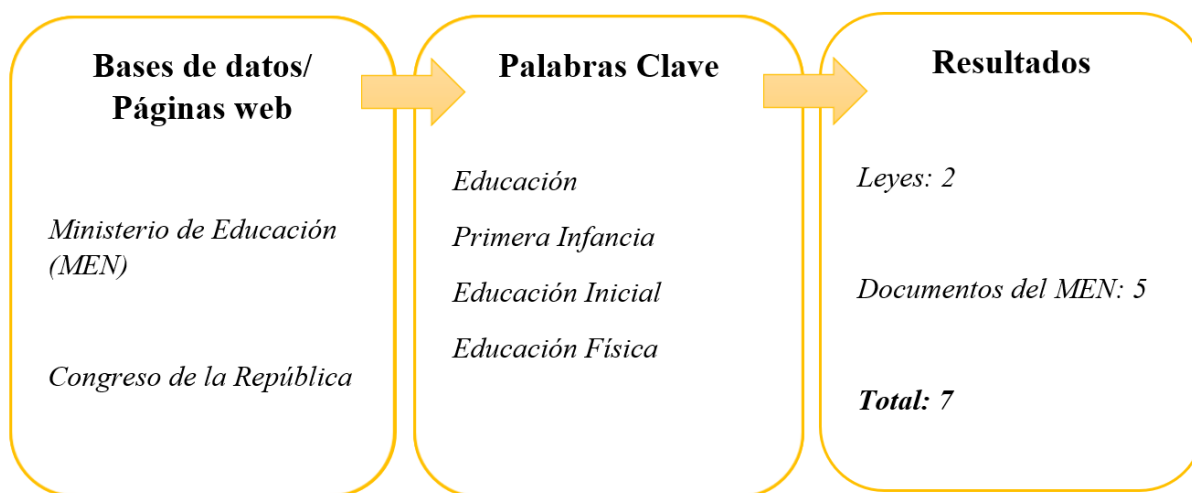 Bases de datos/
Páginas web
Ministerio de Educación
(MEN)
Congreso de la República
Palabras Clave
Educación
Primera Infancia
Educación Inicial
Educación Física
Resultados
Leyes: 2
Documentos del MEN: 5
Total: 7